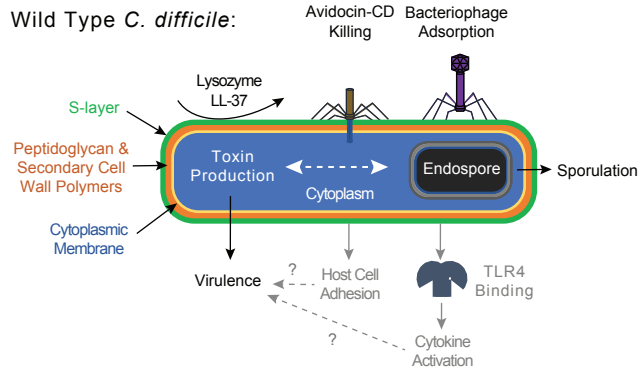 Wild Type C. difficile:
Avidocin-CD
Killing
Bacteriophage
Adsorption
Lysozyme
LL-37
S-layer
Peptidoglycan &
Secondary Cell
Wall Polymers
Cytoplasmic
Membrane
Toxin
Production
Cytoplasm
Endospore
Sporulation
Virulence
?
Host Cell
Adhesion
TLR4
Binding
?
Cytokine
Activation